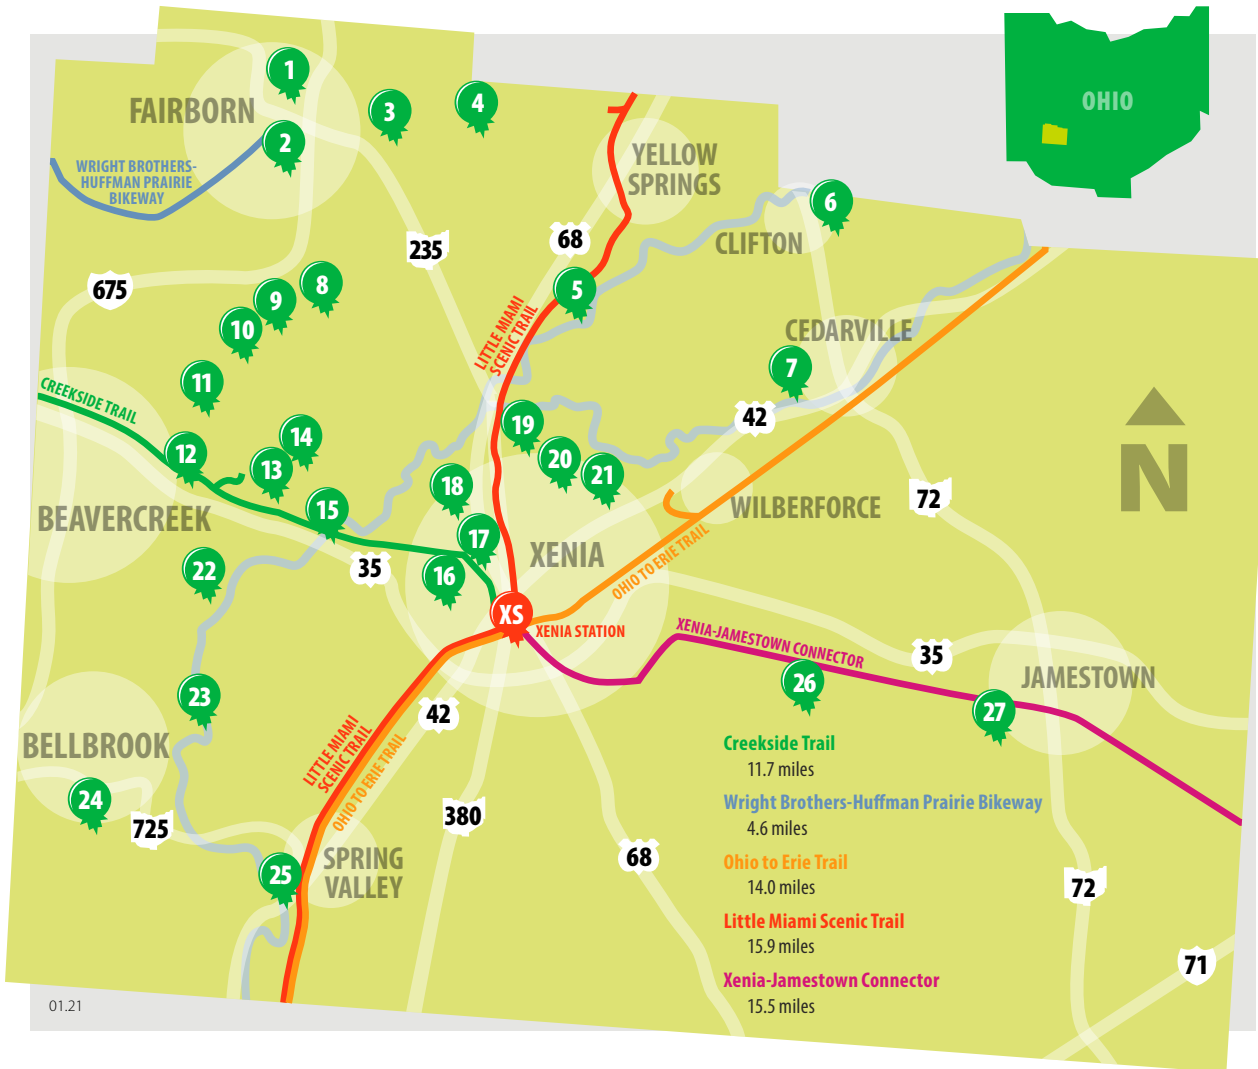 1
FAIRBORN
2
3
4
WRIGHT BROTHERS-
HUFFMAN PRAIRIE
BIKEWAY
YELLOW
SPRINGS
OHIO
6
CLIFTON
235
68
5
675
8
9
10
LITTLE MIAMI
SCENIC TRAIL
CEDARVILLE
7
11
CREEKSIDE TRAIL
42
19
12
13
14
20
21
18
N
15
BEAVERCREEK
WILBERFORCE
72
17
XENIA
22
35
16
OHIO TO ERIE TRAIL
XS
XENIA STATION
XENIA-JAMESTOWN CONNECTOR
35
26
JAMESTOWN
27
23
42
BELLBROOK
LITTLE MIAMI
SCENIC TRAIL
OHIO TO ERIE TRAIL
24
725
380
68
SPRING
VALLEY
25
72
71
Creekside Trail
11.7 miles
Wright Brothers-Huffman Prairie Bikeway
4.6 miles
Ohio to Erie Trail
14.0 miles
Little Miami Scenic Trail
15.9 miles
Xenia-Jamestown Connector
15.5 miles
01.21